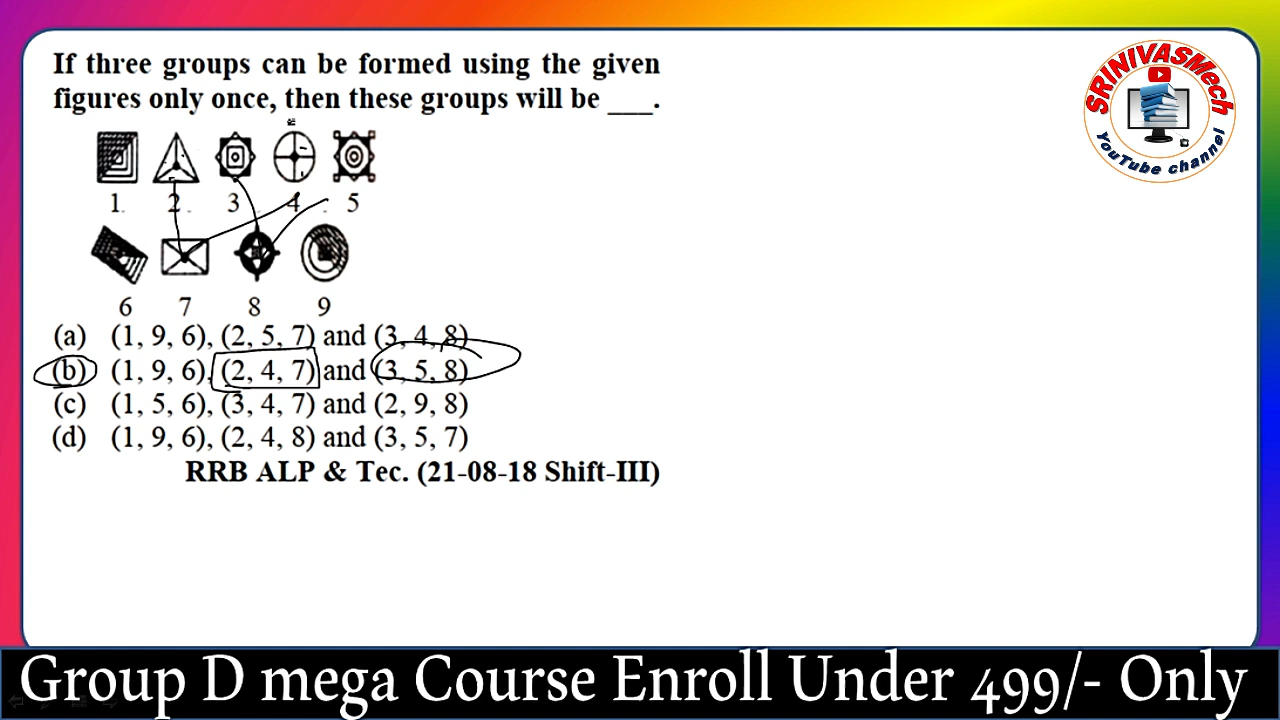 If three groups can be formed using the given
figures only once, then these groups will be ___.
1 2 3 4 5
6 7 8 9
(a) (1, 9, 6), (2, 5, 7) and (3, 4, 8)
(b) (1, 9, 6), (2, 4, 7) and (3, 5, 8)
(c) (1, 5, 6), (3, 4, 7) and (2, 9, 8)
(d) (1, 9, 6), (2, 4, 8) and (3, 5, 7)
RRB ALP & Tec. (21-08-18 Shift-III)
SRINIVASMech
YouTube channel
Group D mega Course Enroll Under 499/- Only